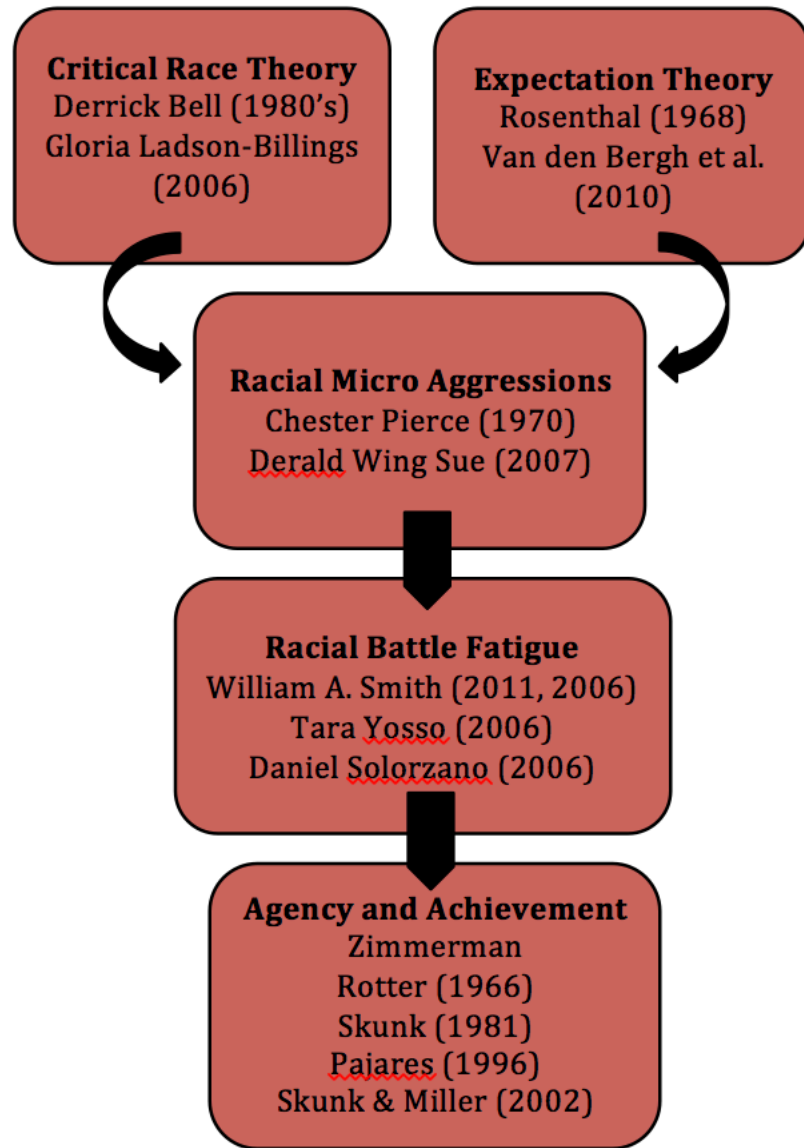 Critical Race Theory
Derrick Bell (1980's)
Gloria Ladson-Billings
(2006)
Expectation Theory
Rosenthal (1968)
Van den Bergh et al.
(2010)
Racial Micro Aggressions
Chester Pierce (1970)
Derald Wing Sue (2007)
Racial Battle Fatigue
William A. Smith (2011, 2006)
Tara Yosso (2006)
Daniel Solorzano (2006)
Agency and Achievement
Zimmerman
Rotter (1966)
Skunk (1981)
Pajares (1996)
Skunk & Miller (2002)